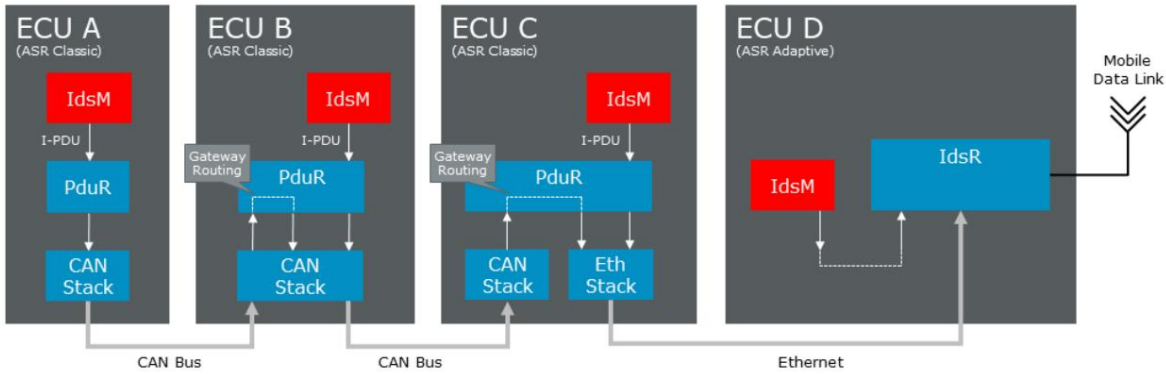 ECU A
(ASR Classic)
IdsM
I-PDU
PduR
CAN
Stack
ECU B
(ASR Classic)
IdsM
I-PDU
Gateway
Routing
PduR
CAN
Stack
ECU C
(ASR Classic)
IdsM
I-PDU
Gateway
Routing
PduR
CAN
Stack
Eth
Stack
ECU D
(ASR Adaptive)
IdsM
IdsR
Mobile
Data Link
CAN Bus
CAN Bus
Ethernet